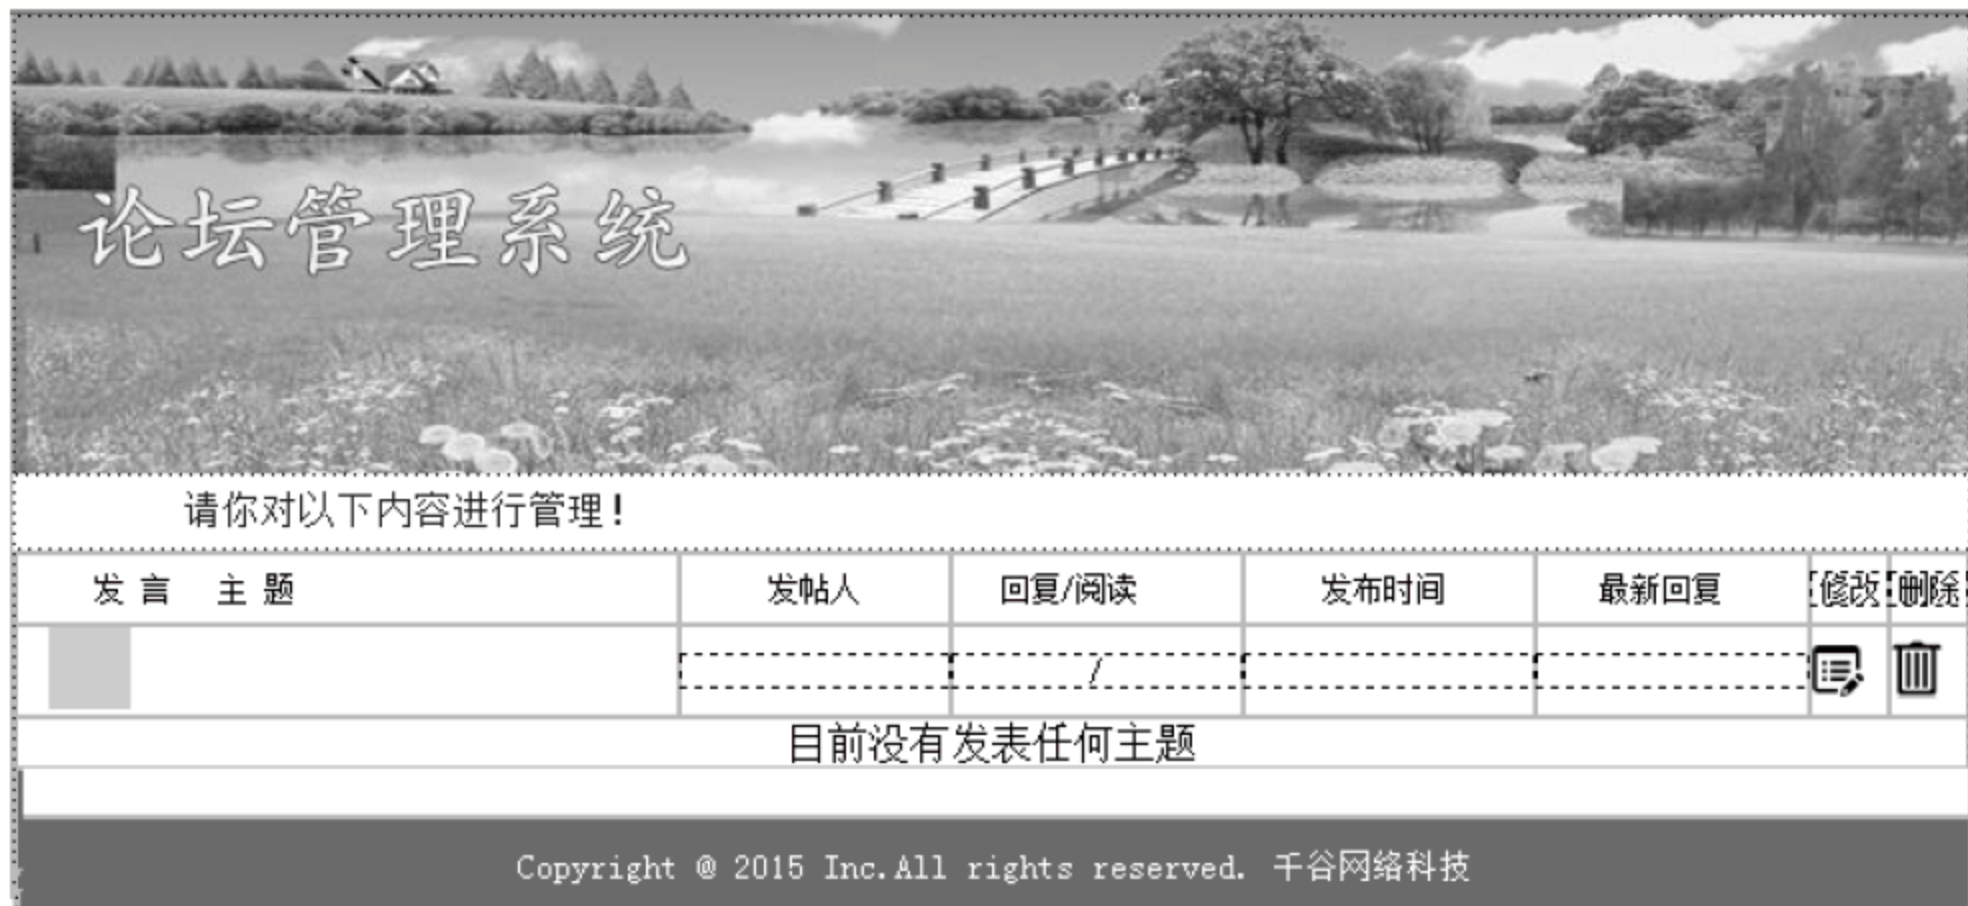 论坛管理系统
请你对以下内容进行管理!
发 言 主 题 发帖人 回复/阅读 发布时间 最新回复 修改 删除
/
目前没有发表任何主题
Copyright @ 2015 Inc.All rights reserved. 千谷网络科技